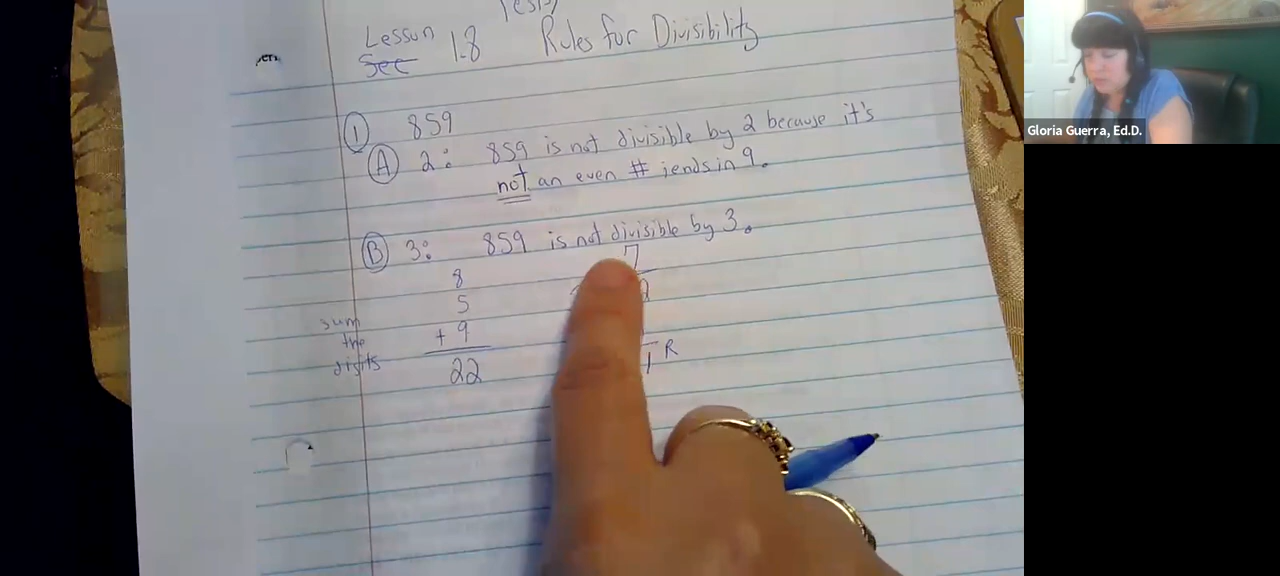 Lesson
See 1.8 Rules for Divisibility
① 859
Ⓐ 2: 859 is not divisible by 2 because it's
not an even # ; ends in 9.
Ⓑ 3: 859 is not divisible by 3.
8
5
+ 9
22
sum
the
digits
7
1 R
Gloria Guerra, Ed.D.